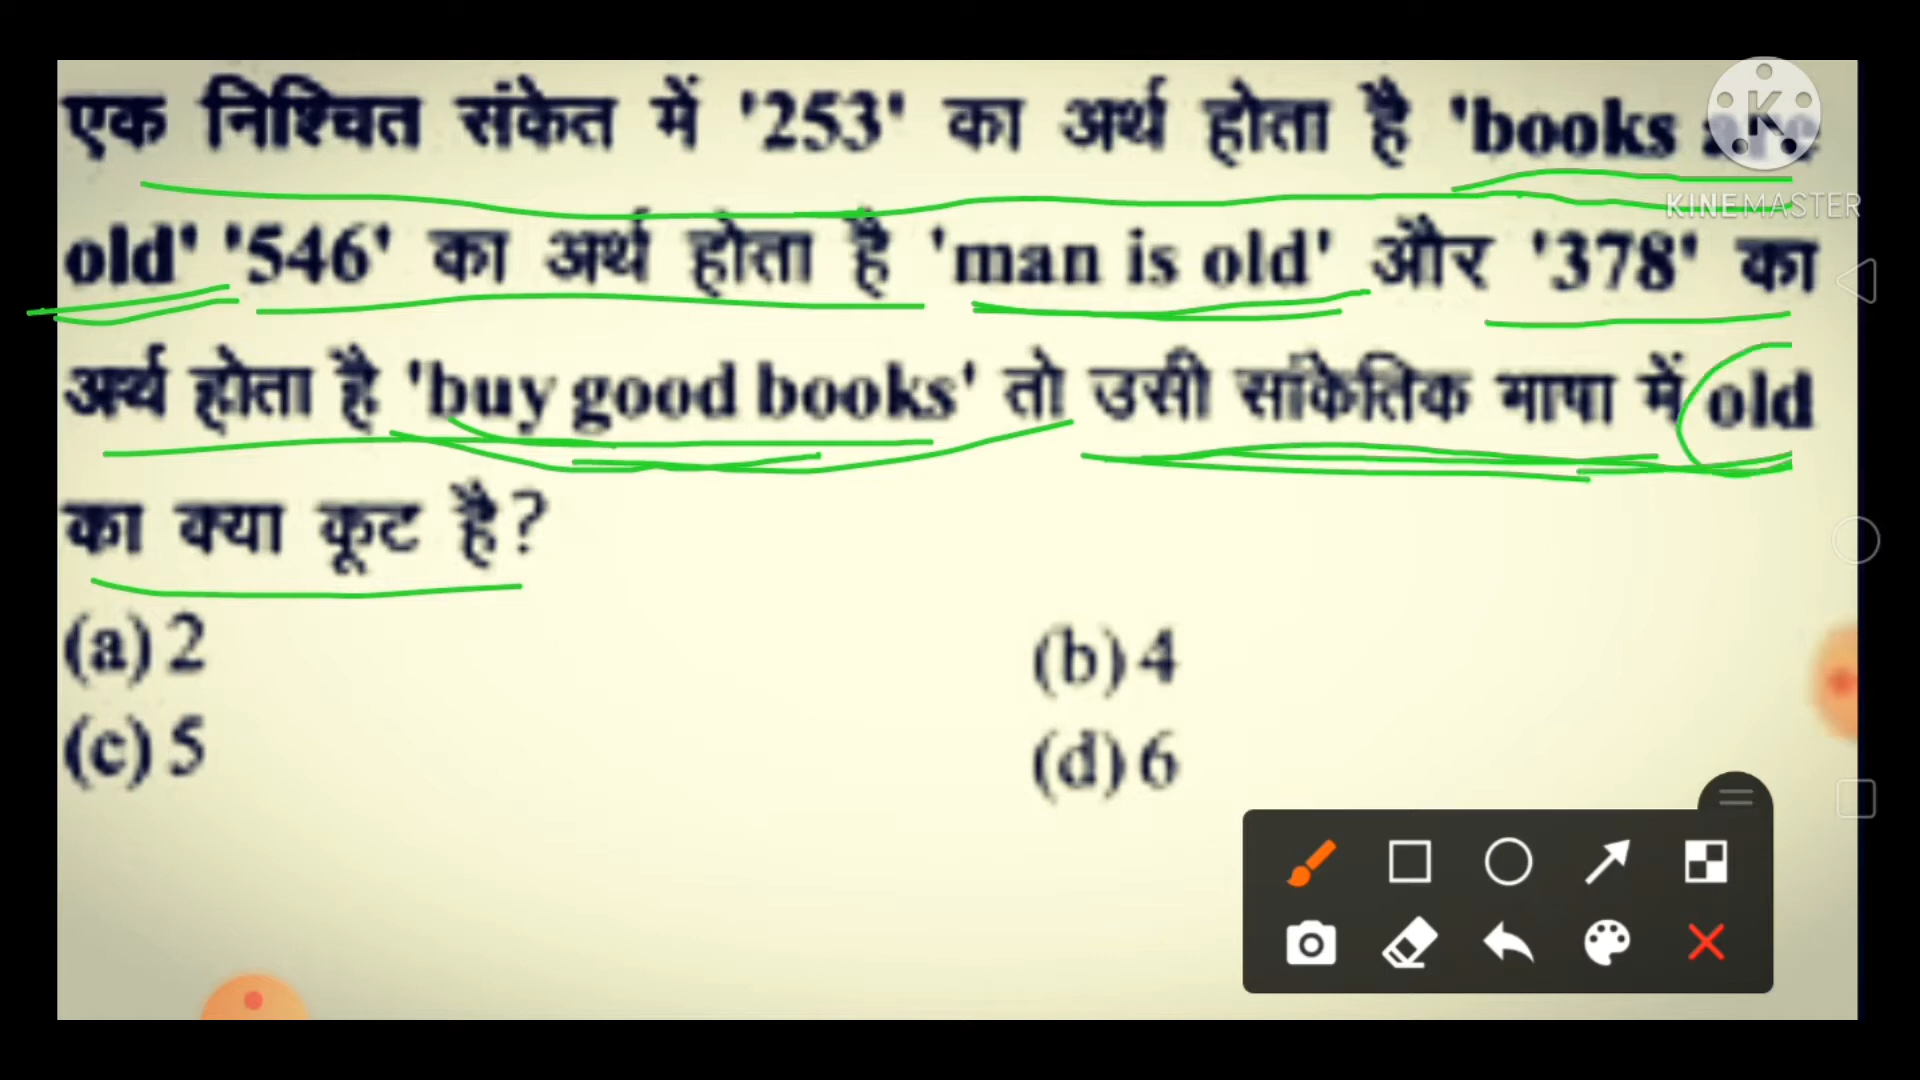 एक निश्चित संकेत में '253' का अर्थ होता है 'books are
old' '546' का अर्थ होता है 'man is old' और '378' का
अर्थ होता है 'buy good books' तो उसी सांकेतिक भाषा में old
का क्या कूट है?
(a) 2
(b) 4
(c) 5
(d) 6
K
KINEMASTER